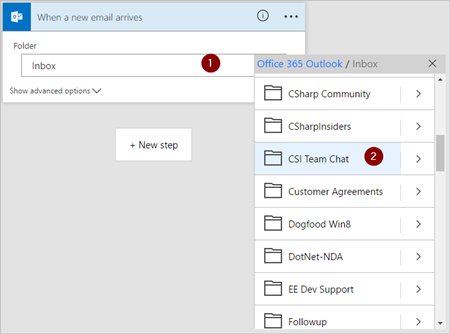 When a new email arrives
Folder
Inbox
1
Show advanced options
+ New step
Office 365 Outlook / Inbox
CSharp Community
CSharpInsiders
CSI Team Chat
2
Customer Agreements
Dogfood Win8
DotNet-NDA
EE Dev Support
Followup